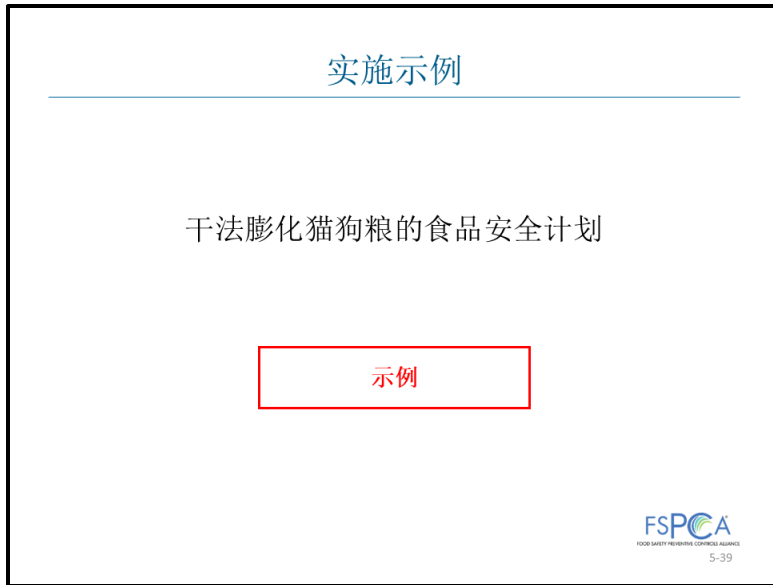 实施示例
干法膨化猫狗粮的食品安全计划
示例
FSPCA
FOOD SAFETY PREVENTIVE CONTROLS ALLIANCE
5-39